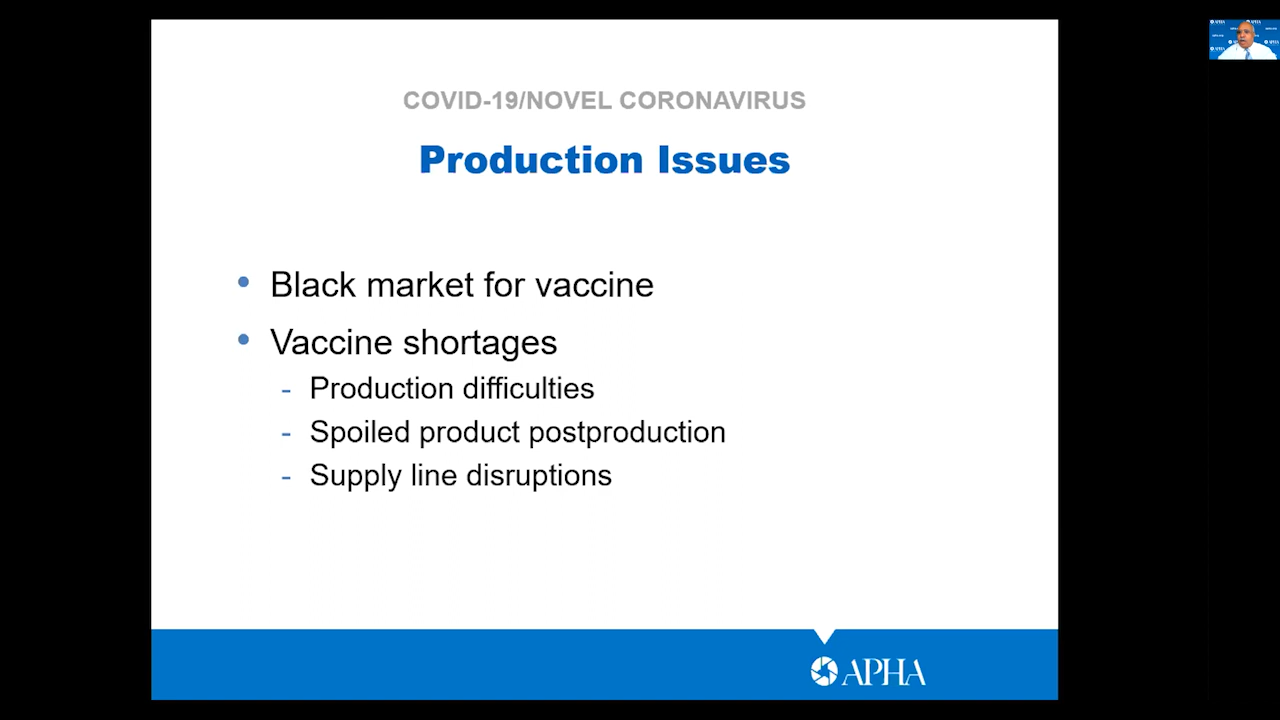 COVID-19/NOVEL CORONAVIRUS
Production Issues
• Black market for vaccine
• Vaccine shortages
- Production difficulties
- Spoiled product postproduction
- Supply line disruptions
APHA
APHA